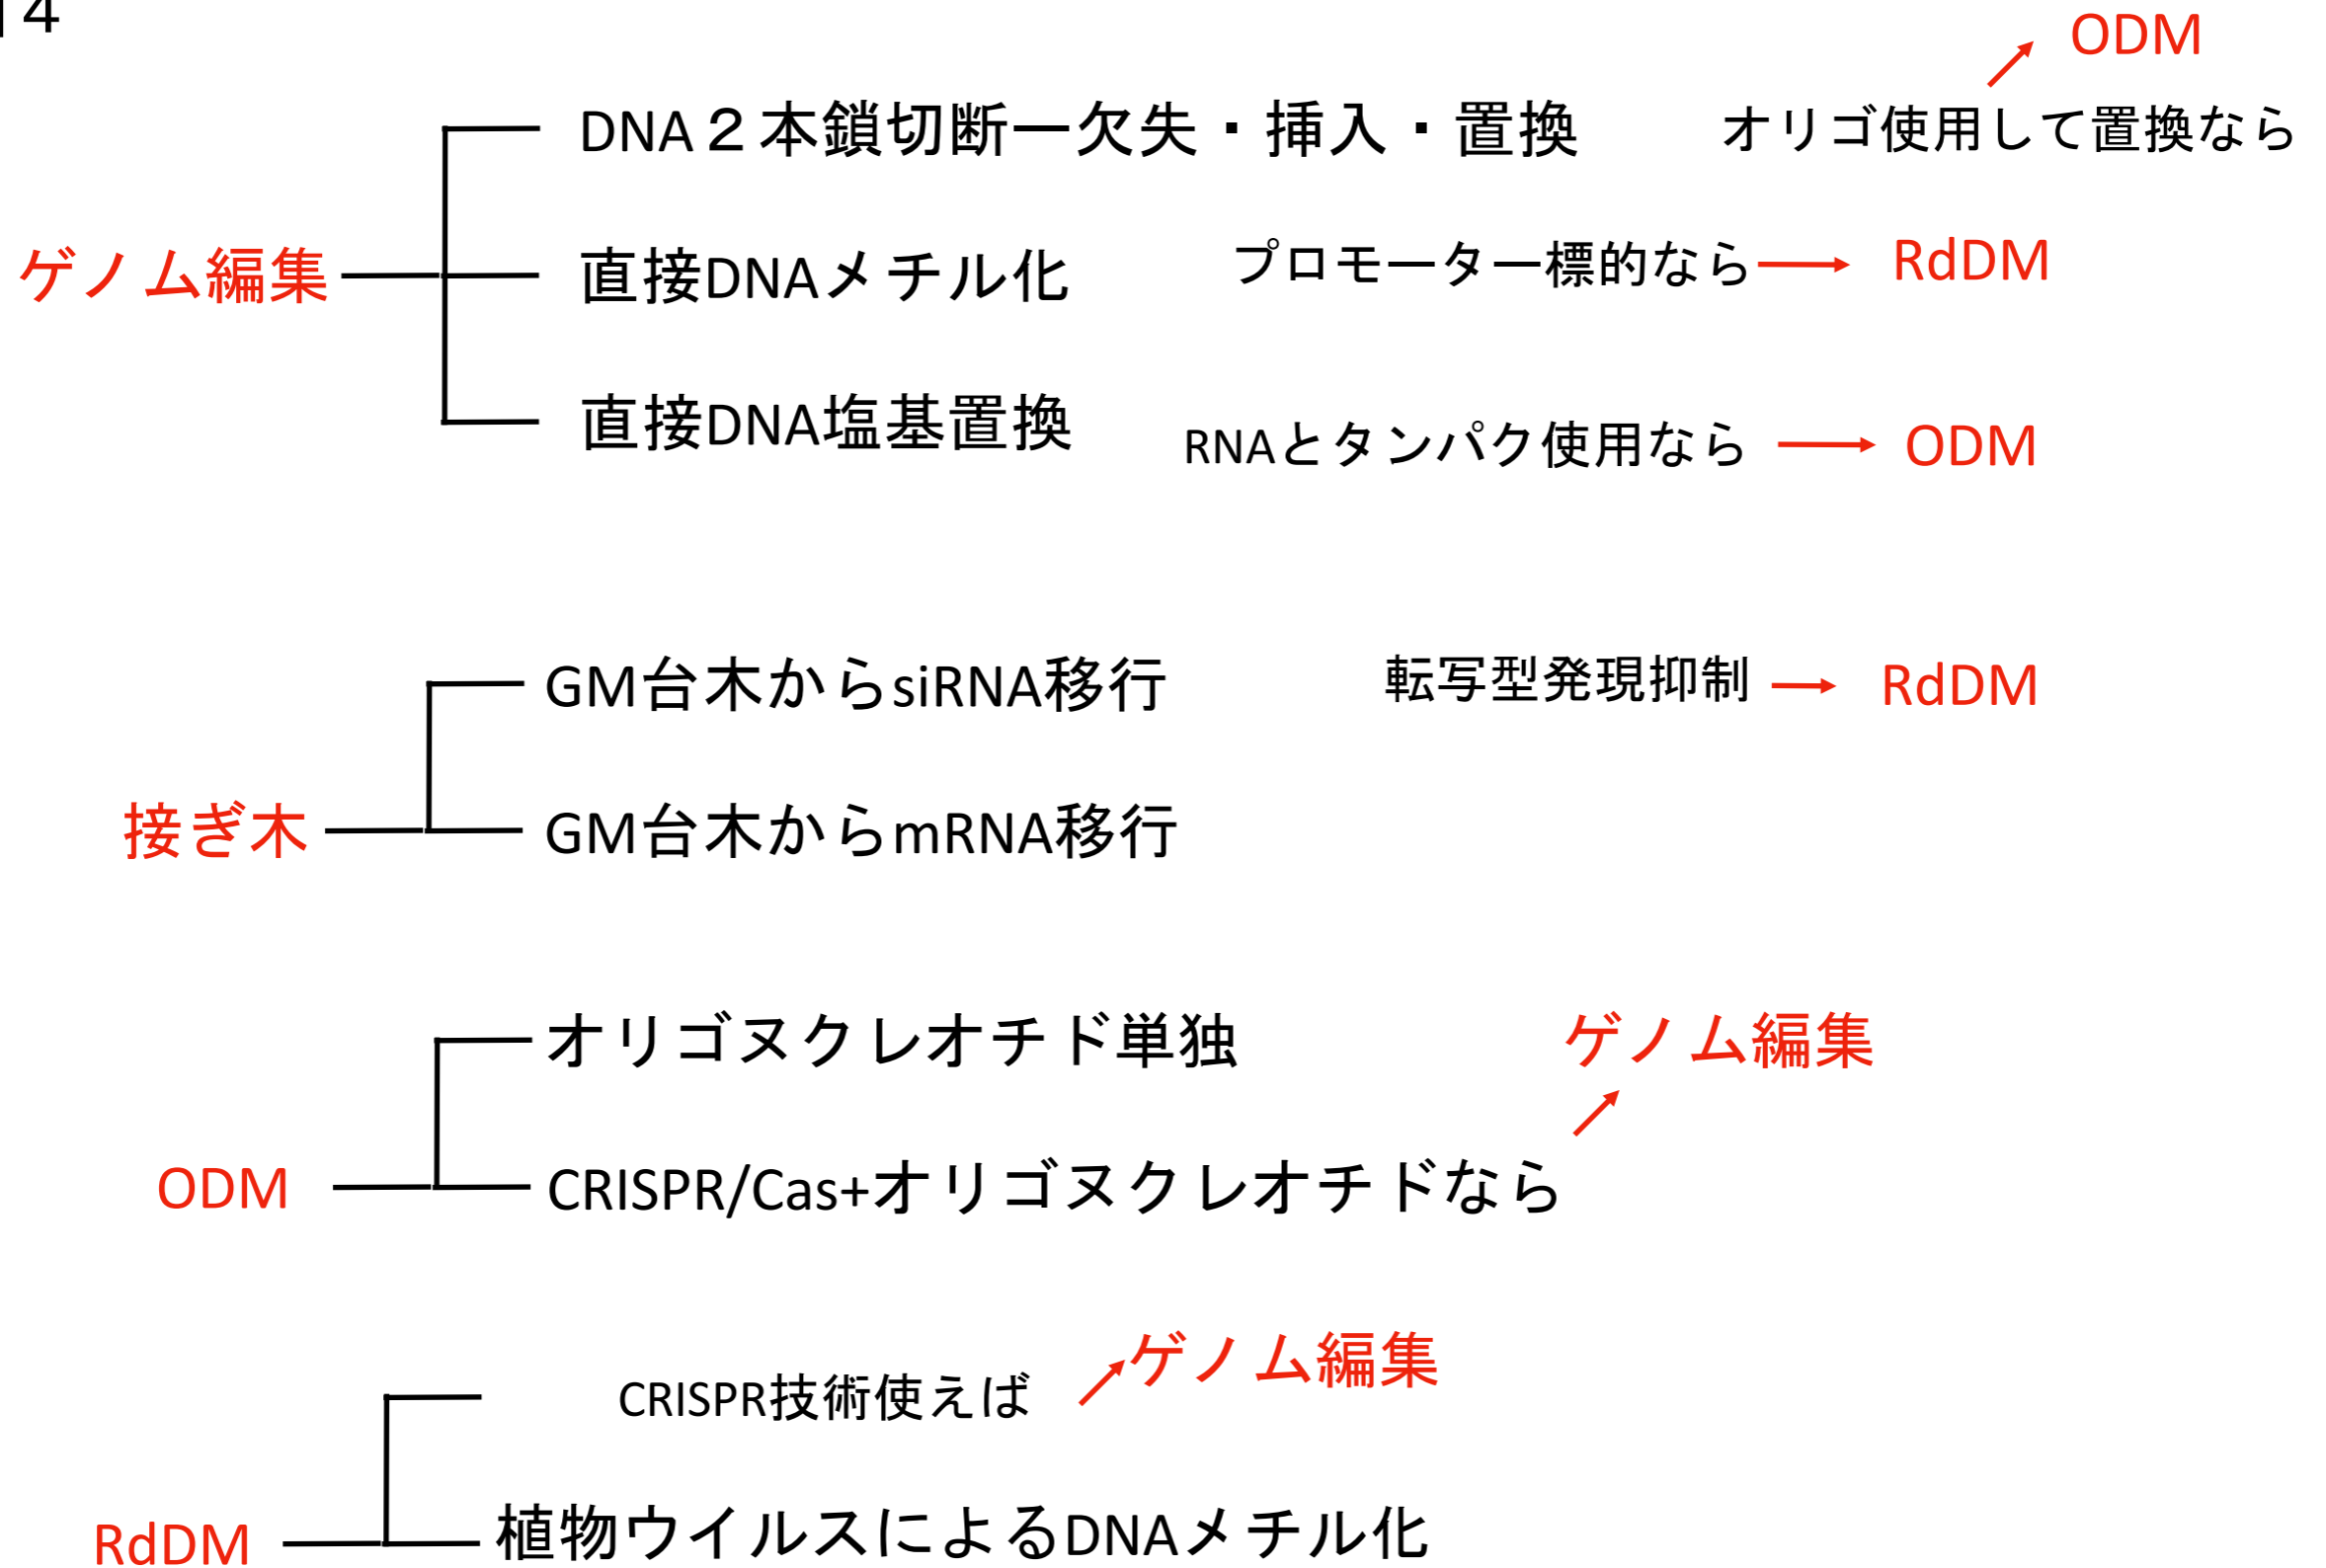 14
ODM
DNA２本鎖切断ー欠失・挿入・置換 オリゴ使用して置換なら
ゲノム編集 直接DNAメチル化 プロモーター標的なら RdDM
直接DNA塩基置換 RNAとタンパク使用なら ODM
GM台木からsiRNA移行 転写型発現抑制 RdDM
接ぎ木 GM台木からmRNA移行
オリゴヌクレオチド単独 ゲノム編集
ODM CRISPR/Cas+オリゴヌクレオチドなら
CRISPR技術使えば ゲノム編集
RdDM 植物ウイルスによるDNAメチル化